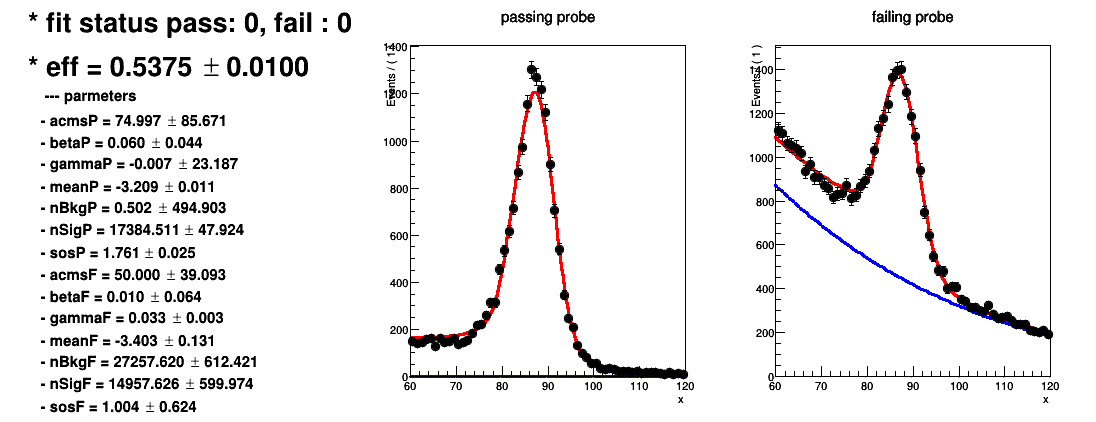 * fit status pass: 0, fail : 0
* eff = 0.5375 ± 0.0100
--- parmeters
- acmsP = 74.997 ± 85.671
- betaP = 0.060 ± 0.044
- gammaP = -0.007 ± 23.187
- meanP = -3.209 ± 0.011
- nBkgP = 0.502 ± 494.903
- nSigP = 17384.511 ± 47.924
- sosP = 1.761 ± 0.025
- acmsF = 50.000 ± 39.093
- betaF = 0.010 ± 0.064
- gammaF = 0.033 ± 0.003
- meanF = -3.403 ± 0.131
- nBkgF = 27257.620 ± 612.421
- nSigF = 14957.626 ± 599.974
- sosF = 1.004 ± 0.624
passing probe
Events / ( 1 )
1400
1200
1000
800
600
400
200
0
60 70 80 90 100 110 120
x
failing probe
Events / ( 1 )
1400
1200
1000
800
600
400
200
0
60 70 80 90 100 110 120
x